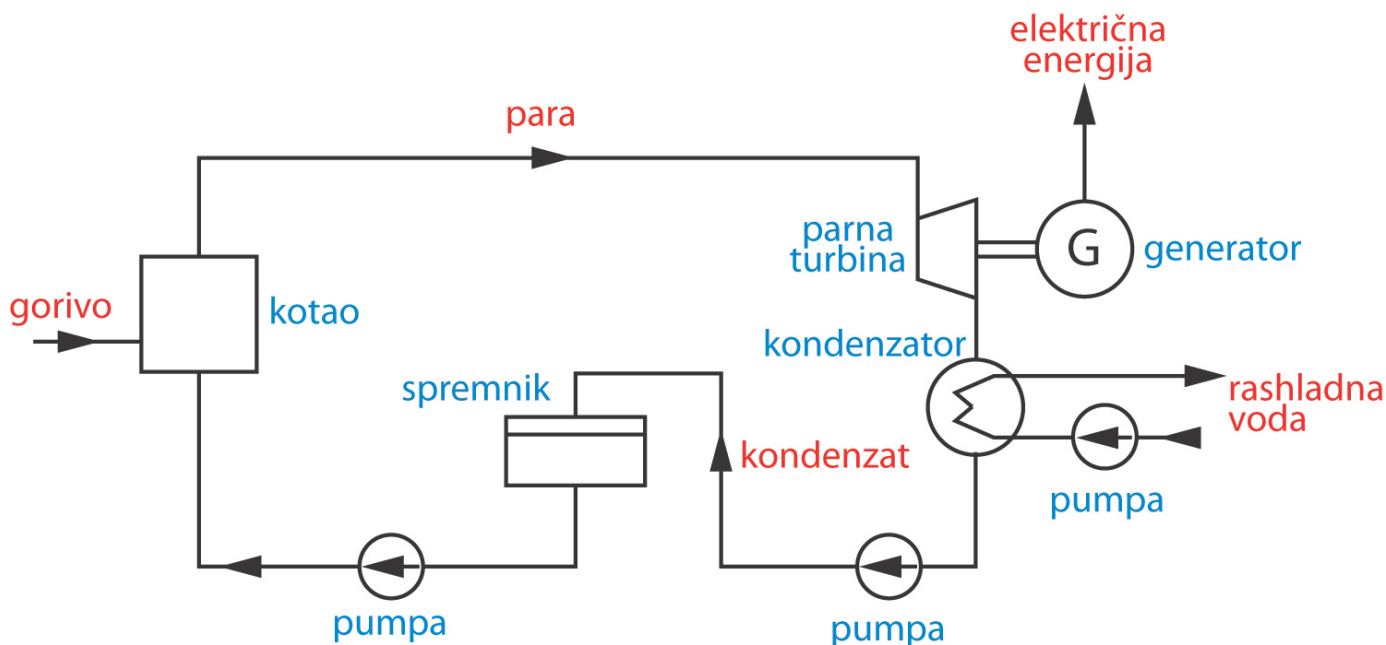 električna
energija
para
parna
turbina
G
generator
gorivo
kotao
kondenzator
spremnik
rashladna
voda
kondenzat
pumpa
pumpa
pumpa